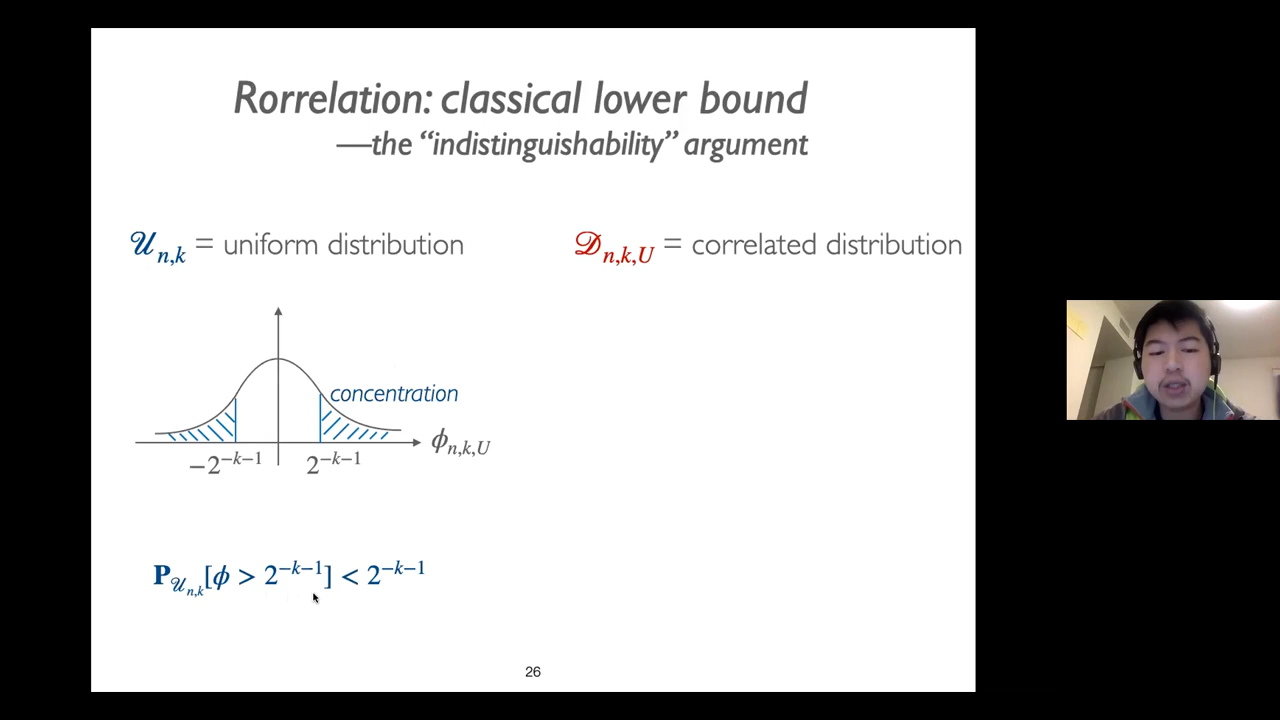 Rorrelation: classical lower bound
—the “indistinguishability” argument
𝒰n,k = uniform distribution
𝒟n,k,U = correlated distribution
concentration
ϕn,k,U
−2^−k−1
2^−k−1
P𝒰n,k[ϕ > 2^−k−1] < 2^−k−1
26